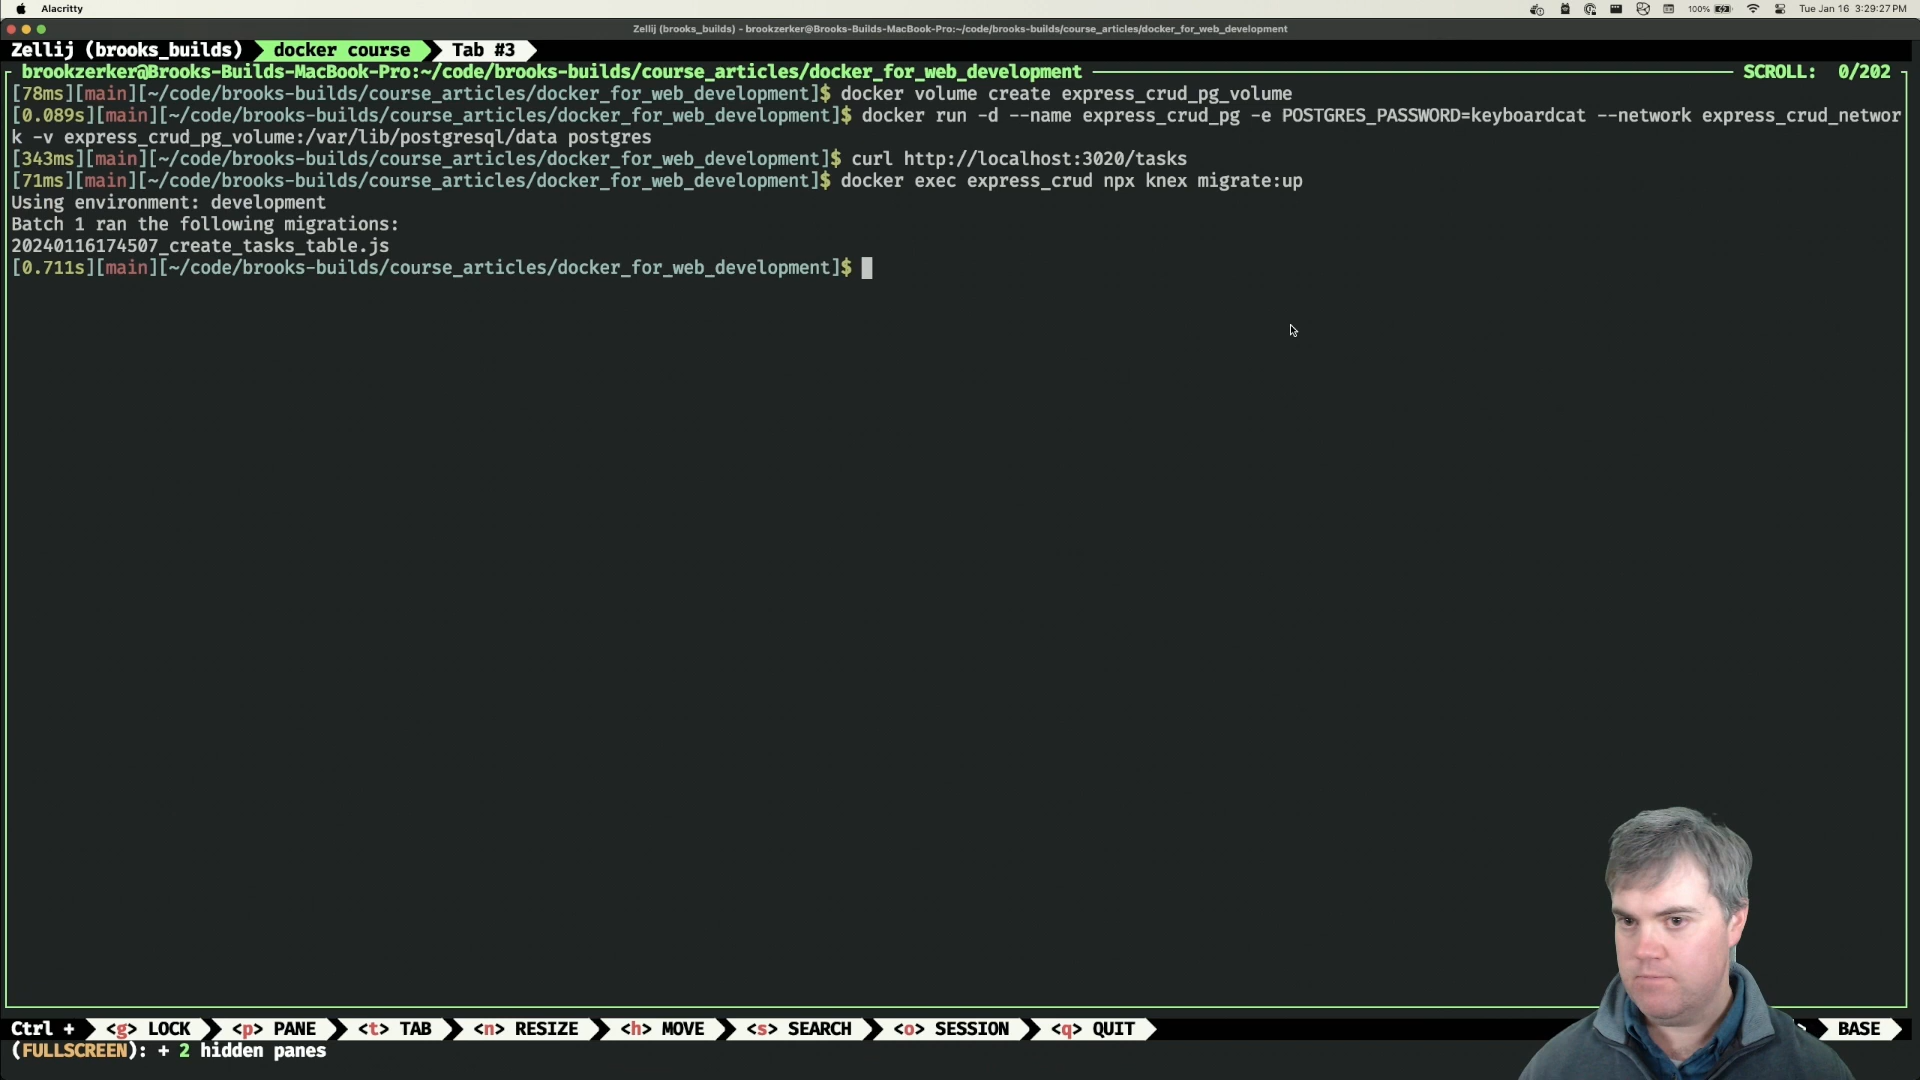 Alacritty
100%
Tue Jan 16 3:29:27 PM
Zellij (brooks_builds) - brookzerker@Brooks-Builds-MacBook-Pro:~/code/brooks-builds/course_articles/docker_for_web_development
Zellij (brooks_builds) docker course Tab #3
brookzerker@Brooks-Builds-MacBook-Pro:~/code/brooks-builds/course_articles/docker_for_web_development SCROLL: 0/202
[78ms][main][~/code/brooks-builds/course_articles/docker_for_web_development]$ docker volume create express_crud_pg_volume
[0.089s][main][~/code/brooks-builds/course_articles/docker_for_web_development]$ docker run -d --name express_crud_pg -e POSTGRES_PASSWORD=keyboardcat --network express_crud_networ
k -v express_crud_pg_volume:/var/lib/postgresql/data postgres
[343ms][main][~/code/brooks-builds/course_articles/docker_for_web_development]$ curl http://localhost:3020/tasks
[71ms][main][~/code/brooks-builds/course_articles/docker_for_web_development]$ docker exec express_crud npx knex migrate:up
Using environment: development
Batch 1 ran the following migrations:
20240116174507_create_tasks_table.js
[0.711s][main][~/code/brooks-builds/course_articles/docker_for_web_development]$
Ctrl + <g> LOCK <p> PANE <t> TAB <n> RESIZE <h> MOVE <s> SEARCH <o> SESSION <q> QUIT > BASE
(FULLSCREEN): + 2 hidden panes